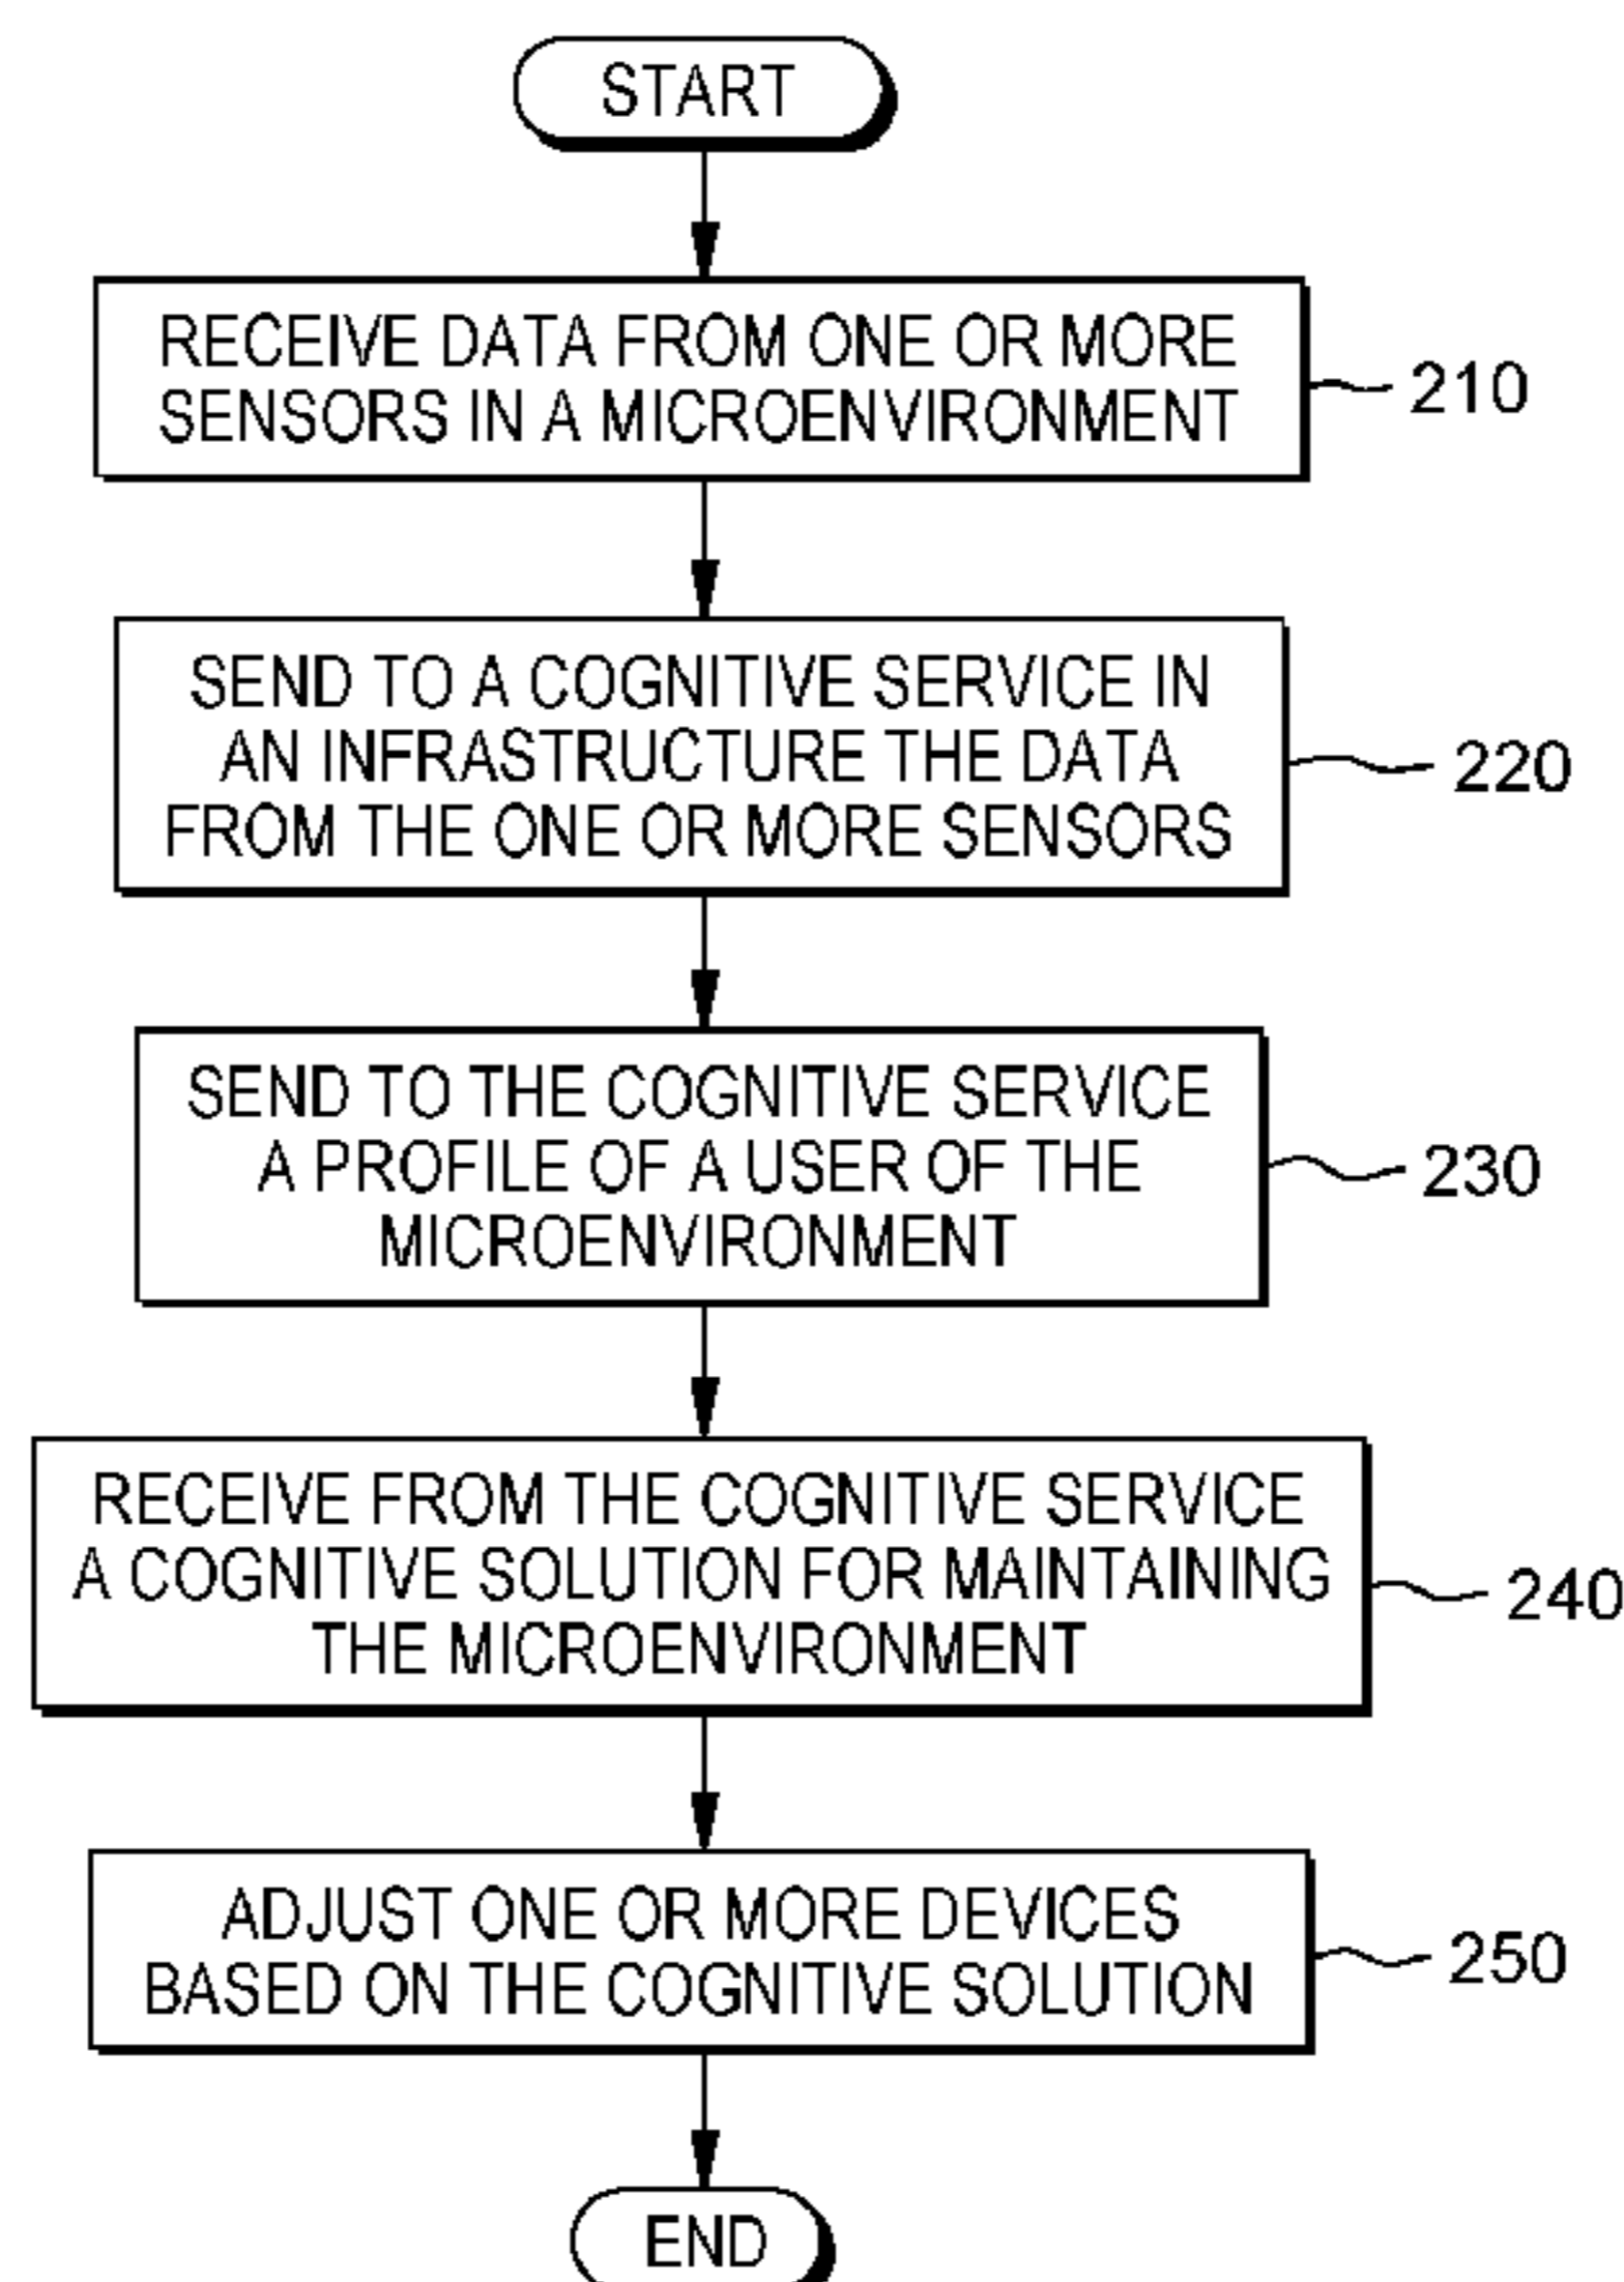 START
RECEIVE DATA FROM ONE OR MORE
SENSORS IN A MICROENVIRONMENT
210
SEND TO A COGNITIVE SERVICE IN
AN INFRASTRUCTURE THE DATA
FROM THE ONE OR MORE SENSORS
220
SEND TO THE COGNITIVE SERVICE
A PROFILE OF A USER OF THE
MICROENVIRONMENT
230
RECEIVE FROM THE COGNITIVE SERVICE
A COGNITIVE SOLUTION FOR MAINTAINING
THE MICROENVIRONMENT
240
ADJUST ONE OR MORE DEVICES
BASED ON THE COGNITIVE SOLUTION
250
END